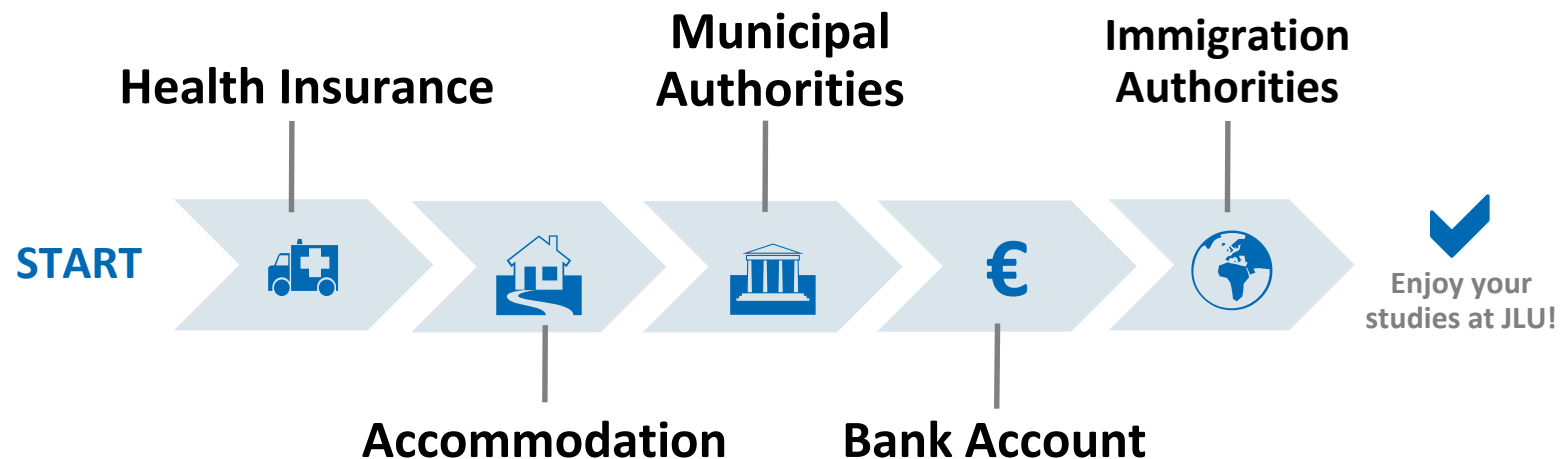 START
Health Insurance
Accommodation
Municipal
Authorities
€
Bank Account
Immigration
Authorities
Enjoy your
studies at JLU!